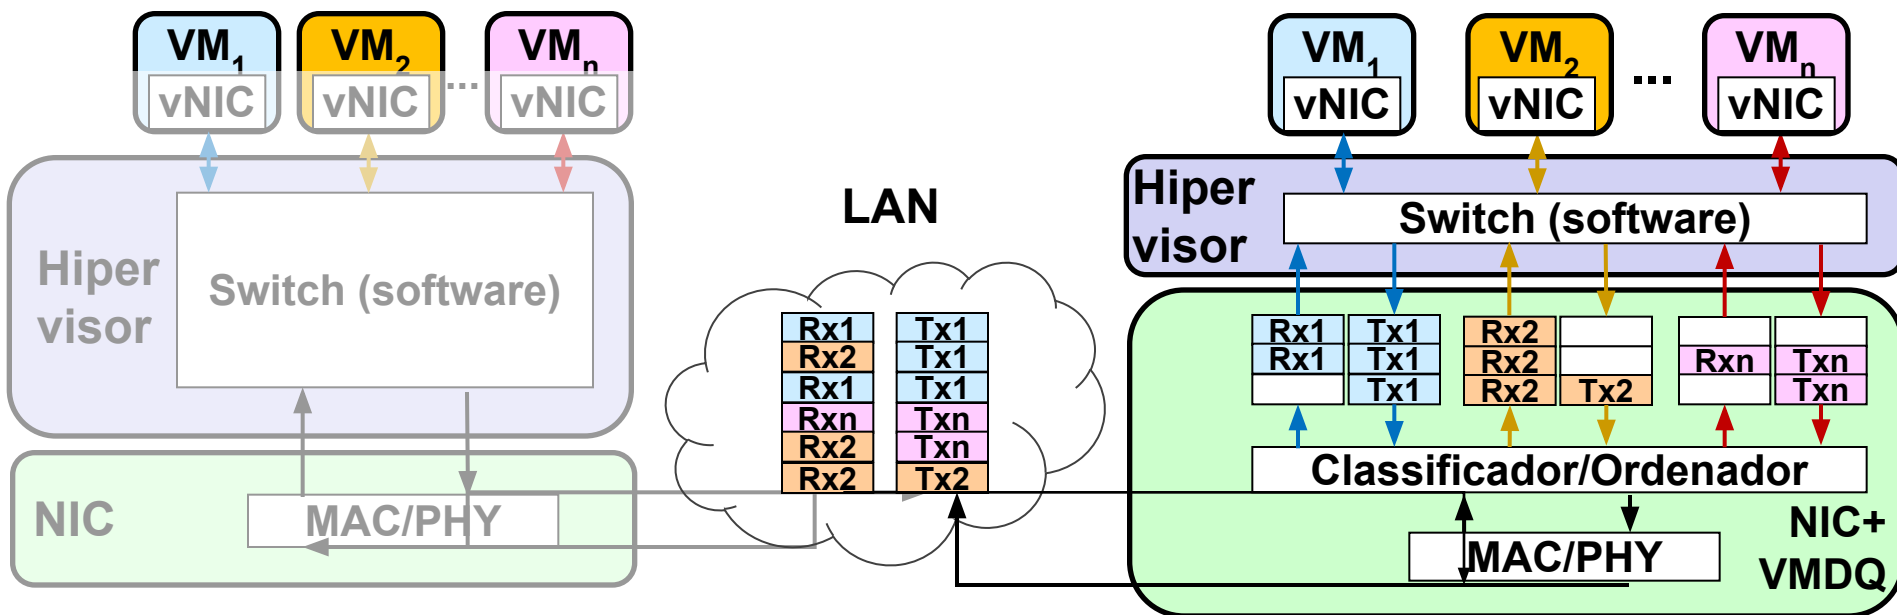 VM1
VM2
...
VMn
vNIC
vNIC
vNIC
Hiper
visor
Switch (software)
NIC
MAC/PHY
LAN
Rx1
Rx2
Rx1
Rxn
Rx2
Rx2
Tx1
Tx1
Tx1
Txn
Txn
Tx2
VM1
VM2
...
VMn
vNIC
vNIC
vNIC
Hiper
visor
Switch (software)
Rx1
Rx1
Tx1
Tx1
Tx1
Rx2
Rx2
Rx2
Tx2
Rxn
Txn
Txn
Classificador/Ordenador
MAC/PHY
NIC+
VMDQ